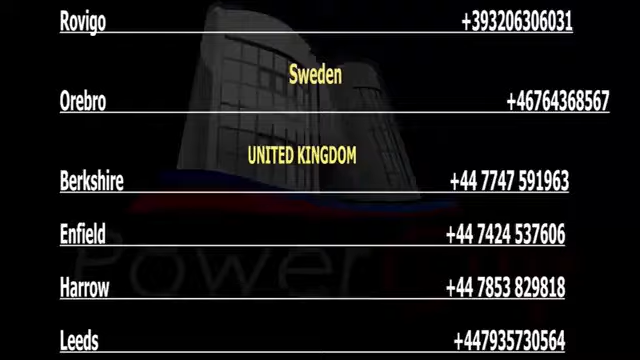 Rovigo +393206306031
Sweden
Orebro +46764368567
UNITED KINGDOM
Berkshire +44 7747 591963
Enfield +44 7424 537606
Power
Harrow +44 7853 829818
Leeds +447935730564